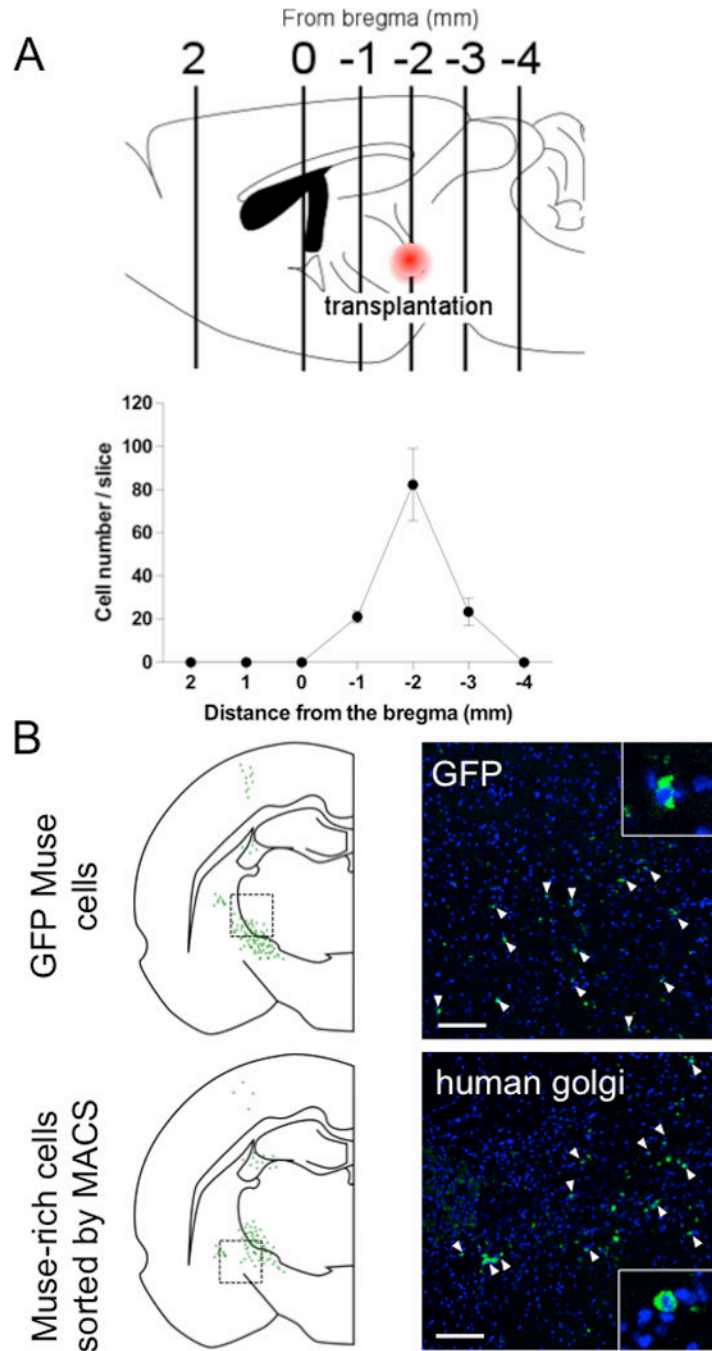 From bregma (mm)
A
2 0 -1 -2 -3 -4
transplantation
120
100
80
60
40
20
0
Cell number / slice
2 1 0 -1 -2 -3 -4
Distance from the bregma (mm)
B
GFP Muse
cells
GFP
Muse-rich cells
sorted by MACS
human golgi